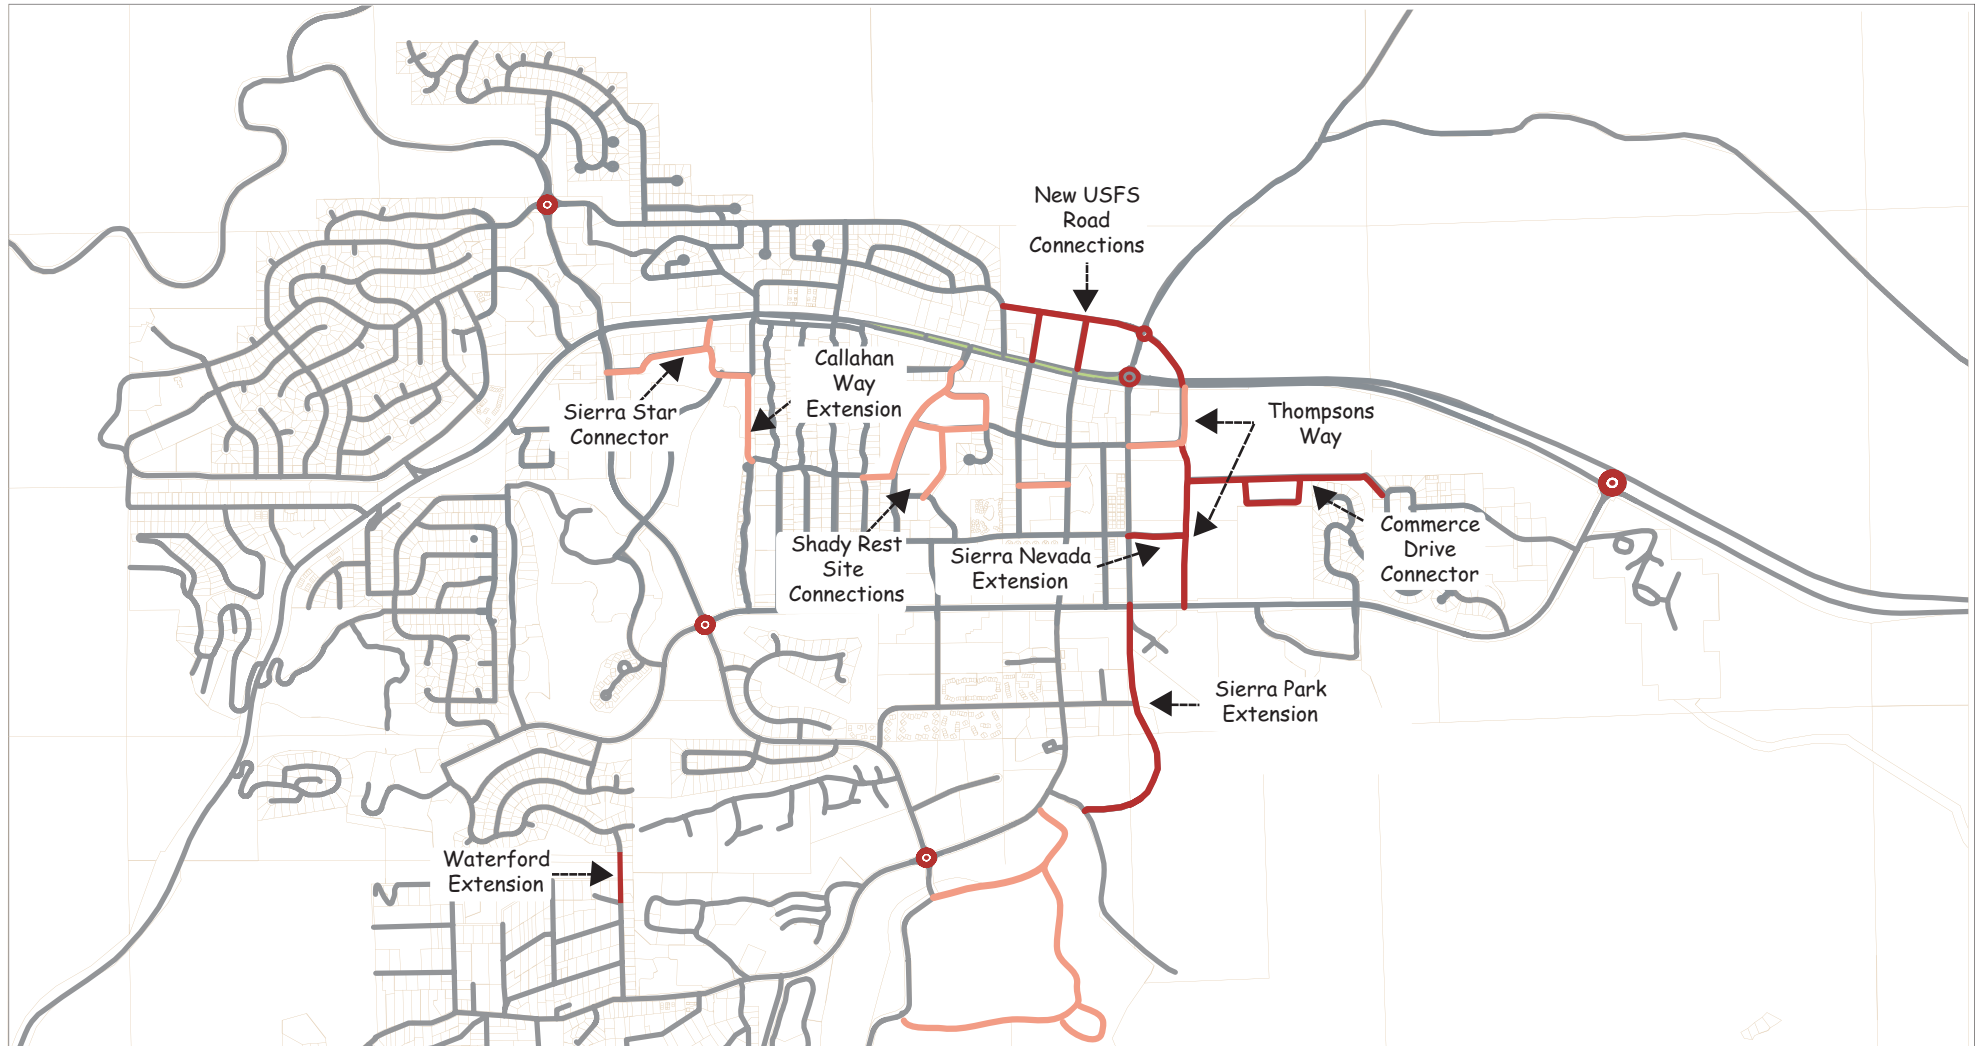 New USFS
Road
Connections
Callahan
Way
Extension
Sierra Star
Connector
Thompsons
Way
Shady Rest
Site
Connections
Sierra Nevada
Extension
Commerce
Drive
Connector
Sierra Park
Extension
Waterford
Extension